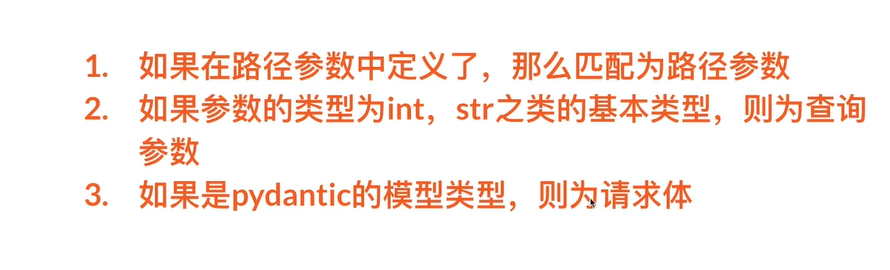 1. 如果在路径参数中定义了，那么匹配为路径参数
2. 如果参数的类型为int，str之类的基本类型，则为查询
参数
3. 如果是pydantic的模型类型，则为请求体